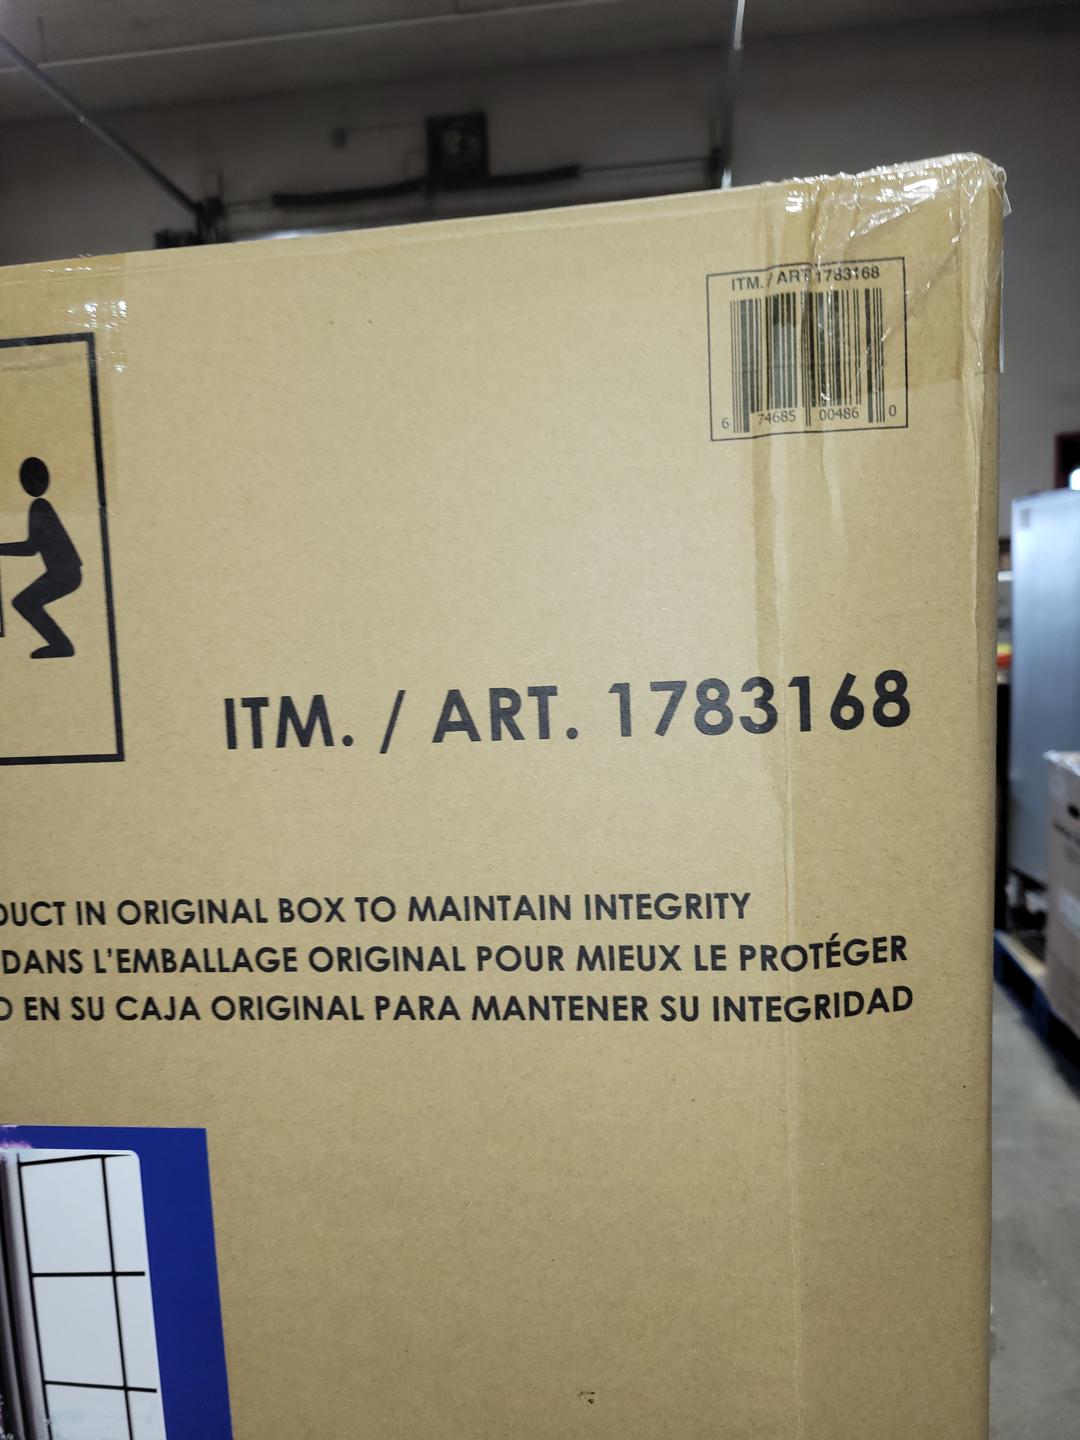 ITM. / ART 1783168
6 74685 00486 0
ITM. / ART. 1783168
DUCT IN ORIGINAL BOX TO MAINTAIN INTEGRITY
DANS L'EMBALLAGE ORIGINAL POUR MIEUX LE PROTÉGER
O EN SU CAJA ORIGINAL PARA MANTENER SU INTEGRIDAD